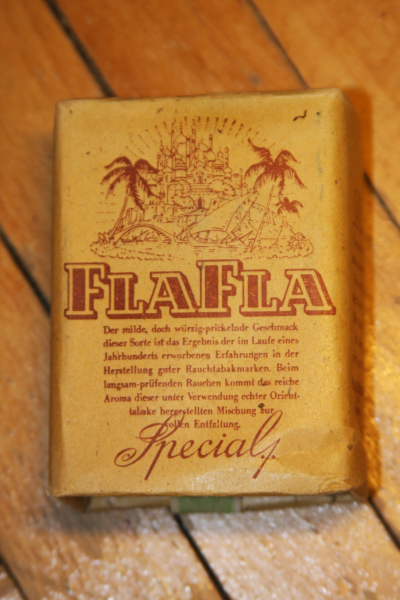 FLAFLA
Der milde, doch würzig-prickelnde Geschmack
dieser Sorte ist das Ergebnis der im Laufe eines
Jahrhunderts erworbenen Erfahrungen in der
Herstellung guter Rauchtabakmarken. Beim
langsam-prüfenden Rauchen kommt das reiche
Aroma dieser unter Verwendung echter Orient-
tabake hergestellten Mischung zur
vollen Entfaltung.
Special